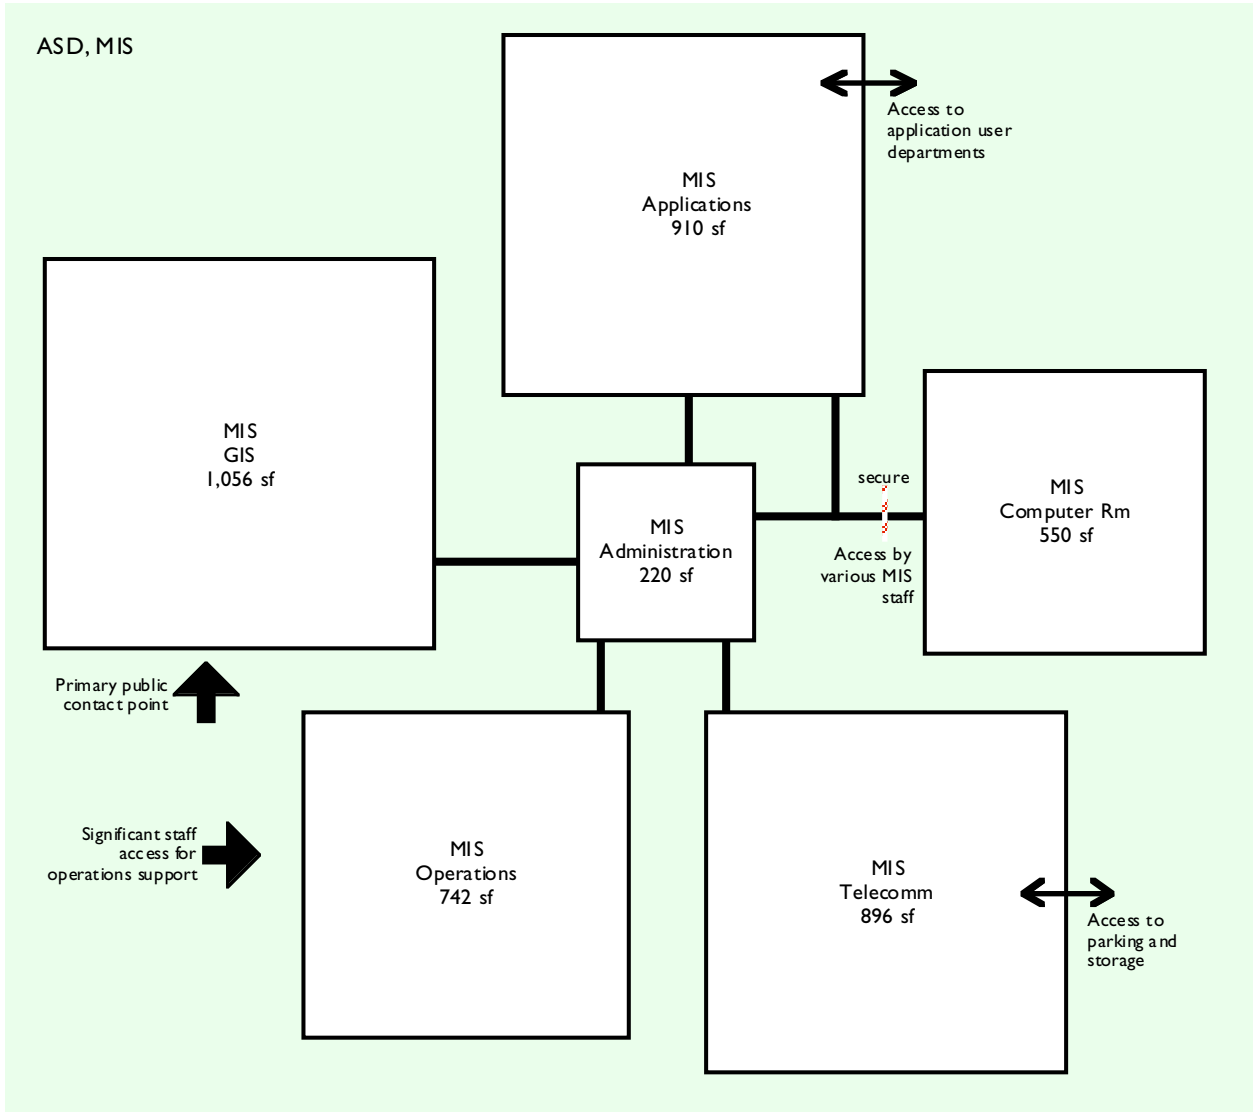 ASD, MIS
MIS
Applications
910 sf
Access to
application user
departments
MIS
GIS
1,056 sf
secure
MIS
Computer Rm
550 sf
MIS
Administration
220 sf
Access by
various MIS
staff
Primary public
contact point
Significant staff
access for
operations support
MIS
Operations
742 sf
MIS
Telecomm
896 sf
Access to
parking and
storage